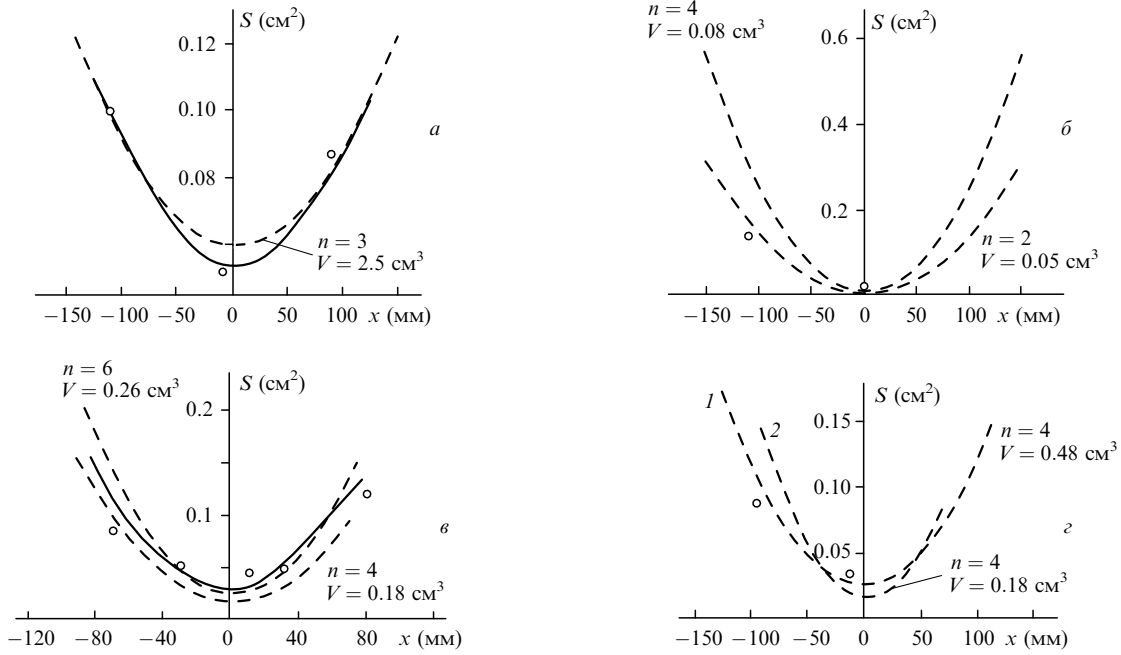 S (см²)
0.12
0.10
0.08
а
n = 3
V = 2.5 см³
−150 −100 −50 0 50 100 x (мм)
n = 4
V = 0.08 см³
S (см²)
0.6
0.4
0.2
б
n = 2
V = 0.05 см³
−150 −100 −50 0 50 100 x (мм)
n = 6
V = 0.26 см³
S (см²)
0.2
0.1
в
n = 4
V = 0.18 см³
−120 −80 −40 0 40 80 x (мм)
1
2
S (см²)
0.15
0.10
0.05
n = 4
V = 0.48 см³
г
n = 4
V = 0.18 см³
−150 −100 −50 0 50 100 x (мм)